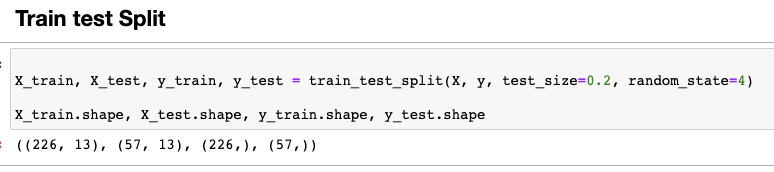 Train test Split
X_train, X_test, y_train, y_test = train_test_split(X, y, test_size=0.2, random_state=4)
X_train.shape, X_test.shape, y_train.shape, y_test.shape
((226, 13), (57, 13), (226,), (57,))